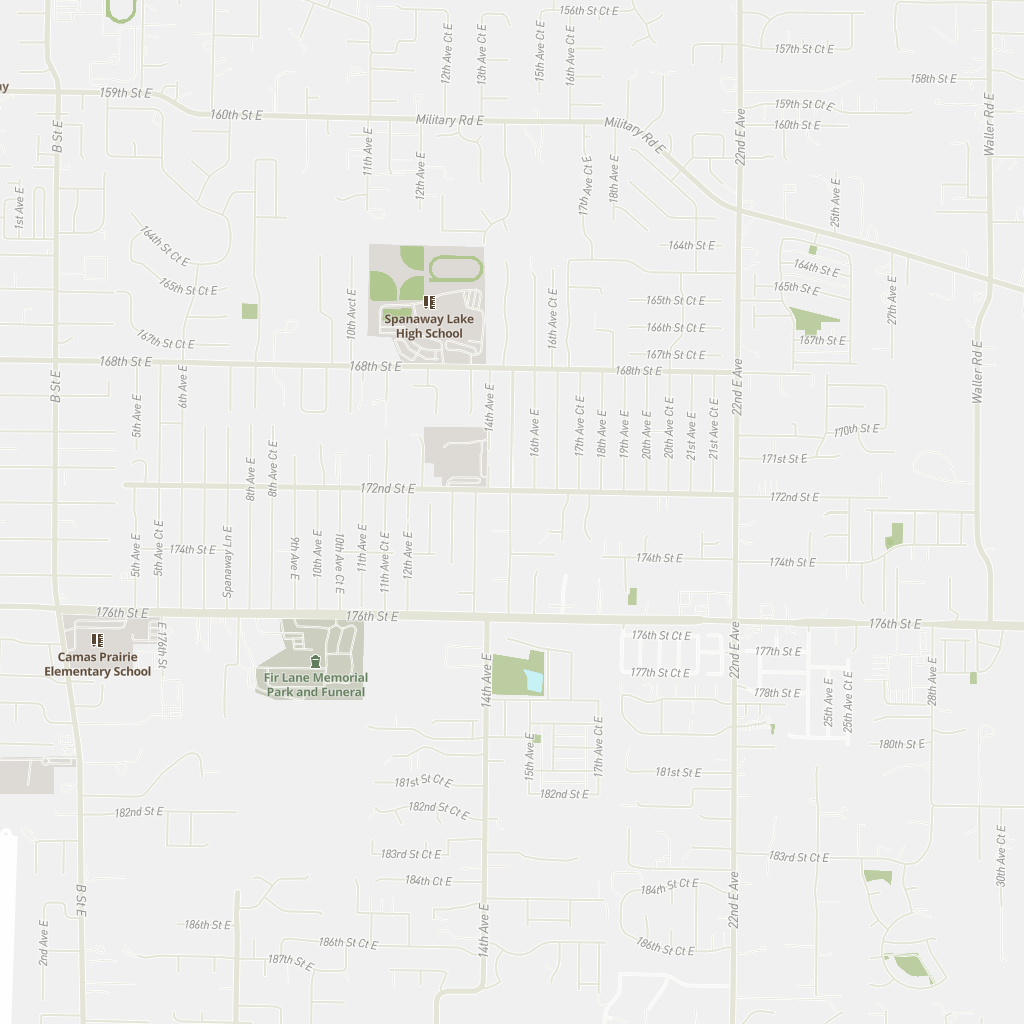 156th St Ct E
12th Ave Ct E
13th Ave Ct E
15th Ave Ct E
16th Ave Ct E
157th St Ct E
158th St E
159th St E
160th St E
Military Rd E
Military Rd E
159th St Ct E
160th St E
B St E
22nd E Ave
Waller Rd E
11th Ave E
12th Ave E
17th Ave Ct E
18th Ave E
1st Ave E
25th Ave E
164th St Ct E
164th St E
164th St E
165th St Ct E
165th St E
165th St Ct E
10th Avct E
16th Ave Ct E
27th Ave E
Spanaway Lake
High School
166th St Ct E
167th St Ct E
167th St E
167th St Ct E
168th St E
168th St E
168th St E
B St E
6th Ave E
22nd E Ave
Waller Rd E
5th Ave E
14th Ave E
16th Ave E
17th Ave Ct E
18th Ave E
19th Ave E
20th Ave E
20th Ave Ct E
21st Ave E
21st Ave Ct E
170th St E
171st St E
8th Ave E
8th Ave Ct E
172nd St E
172nd St E
5th Ave E
5th Ave Ct E
174th St E
Spanaway Ln E
9th Ave E
10th Ave E
10th Ave Ct E
11th Ave E
11th Ave Ct E
12th Ave E
174th St E
174th St E
176th St E
176th St E
176th St E
E 176th St
Camas Prairie
Elementary School
Fir Lane Memorial
Park and Funeral
14th Ave E
176th St Ct E
177th St Ct E
22nd E Ave
177th St E
178th St E
25th Ave E
25th Ave Ct E
28th Ave E
15th Ave E
17th Ave Ct E
180th St E
181st St Ct E
181st St E
182nd St E
182nd St E
182nd St Ct E
183rd St Ct E
183rd St Ct E
184th Ct E
184th St Ct E
30th Ave Ct E
B St E
22nd E Ave
2nd Ave E
186th St E
186th St Ct E
14th Ave E
186th St Ct E
187th St E